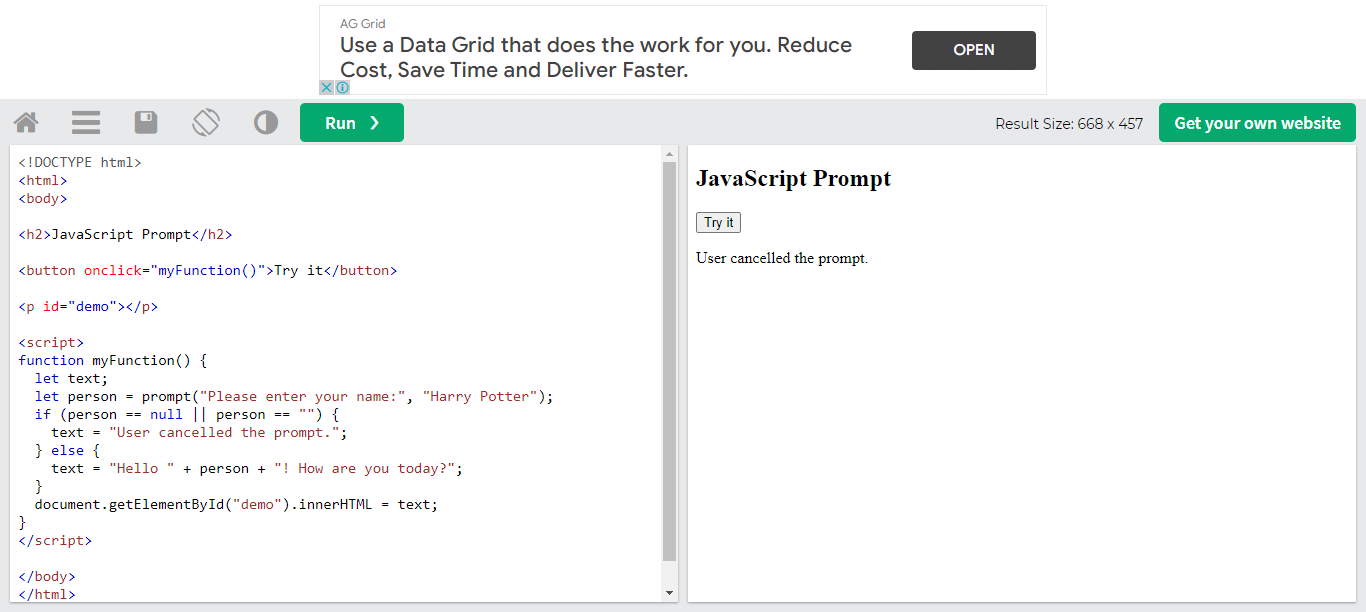 AG Grid
Use a Data Grid that does the work for you. Reduce
Cost, Save Time and Deliver Faster.
OPEN
Run ❯
Result Size: 668 x 457
Get your own website
<!DOCTYPE html>
<html>
<body>
<h2>JavaScript Prompt</h2>
<button onclick="myFunction()">Try it</button>
<p id="demo"></p>
<script>
function myFunction() {
  let text;
  let person = prompt("Please enter your name:", "Harry Potter");
  if (person == null || person == "") {
    text = "User cancelled the prompt.";
  } else {
    text = "Hello " + person + "! How are you today?";
  }
  document.getElementById("demo").innerHTML = text;
}
</script>
</body>
</html>
JavaScript Prompt
Try it
User cancelled the prompt.